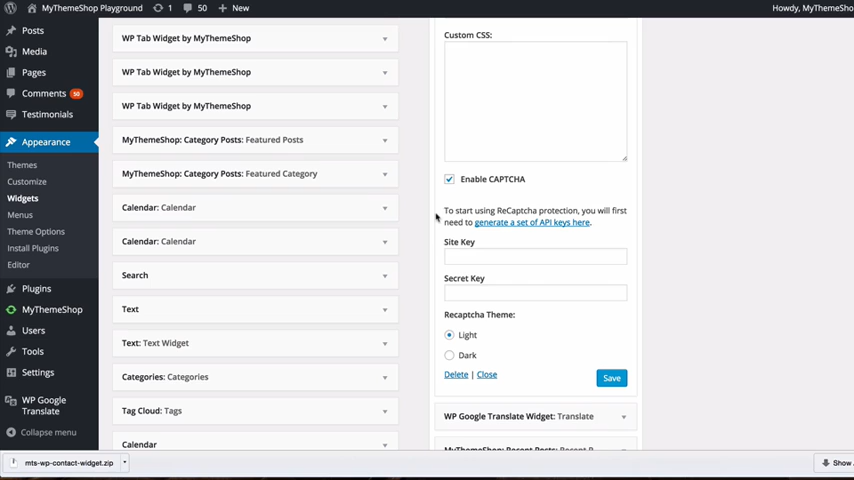 MyThemeShop Playground
1
50
New
Howdy, MyThemeSho
Posts
Media
Pages
Comments 50
Testimonials
Appearance
Themes
Customize
Widgets
Menus
Theme Options
Install Plugins
Editor
Plugins
MyThemeShop
Users
Tools
Settings
WP Google
Translate
Collapse menu
WP Tab Widget by MyThemeShop
WP Tab Widget by MyThemeShop
WP Tab Widget by MyThemeShop
MyThemeShop: Category Posts: Featured Posts
MyThemeShop: Category Posts: Featured Category
Calendar: Calendar
Calendar: Calendar
Search
Text
Text: Text Widget
Categories: Categories
Tag Cloud: Tags
Calendar
Custom CSS:
Enable CAPTCHA
To start using ReCaptcha protection, you will first
need to generate a set of API keys here.
Site Key
Secret Key
Recaptcha Theme:
Light
Dark
Delete | Close
Save
WP Google Translate Widget: Translate
MyThemeShop: Recent Posts: Recent P
mts-wp-contact-widget.zip
Show